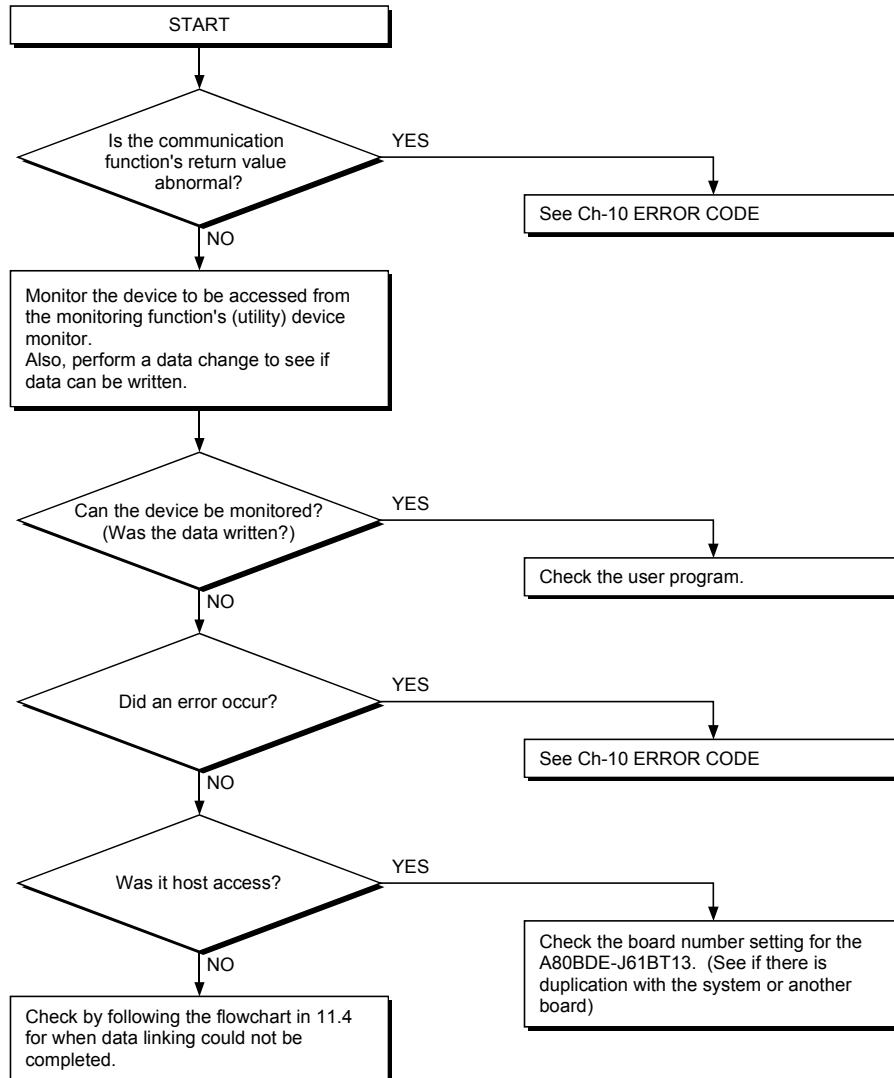 START
Is the communication
function's return value
abnormal?
YES
See Ch-10 ERROR CODE
NO
Monitor the device to be accessed from
the monitoring function's (utility) device
monitor.
Also, perform a data change to see if
data can be written.
Can the device be monitored?
(Was the data written?)
YES
Check the user program.
NO
Did an error occur?
YES
See Ch-10 ERROR CODE
NO
Was it host access?
YES
Check the board number setting for the
A80BDE-J61BT13.  (See if there is
duplication with the system or another
board)
NO
Check by following the flowchart in 11.4
for when data linking could not be
completed.